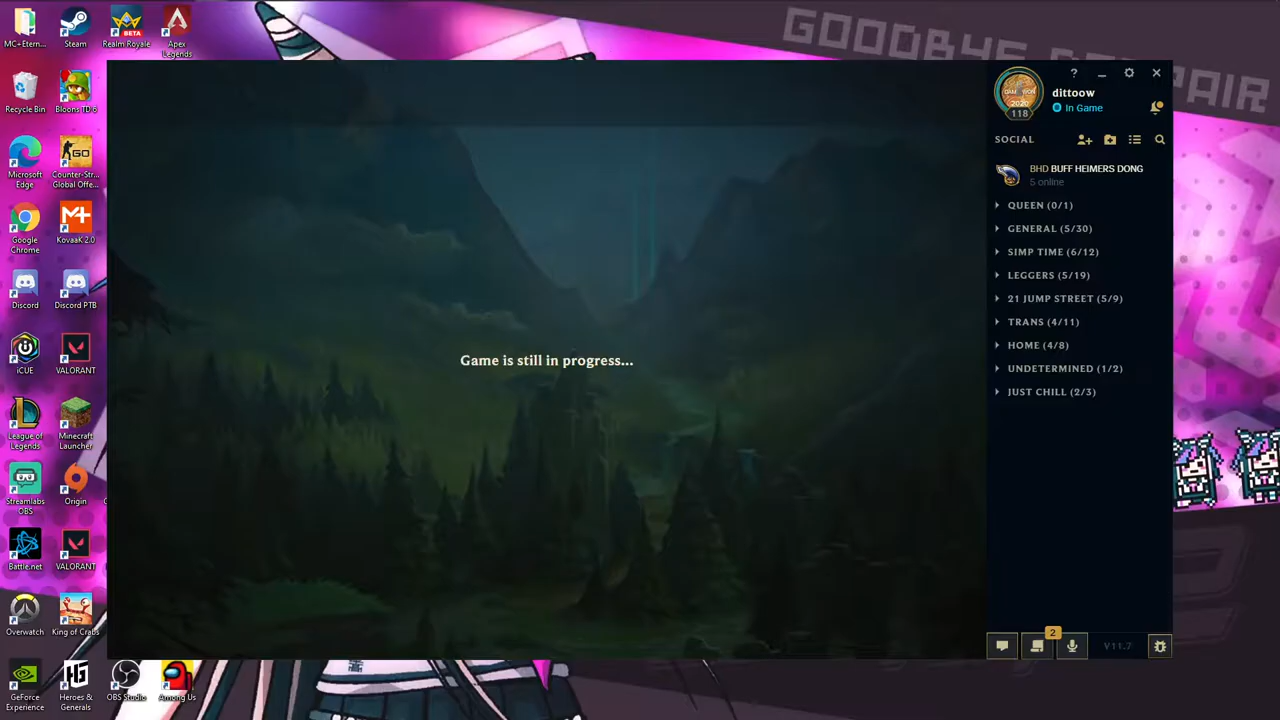 GOODBYE DESPAIR
MC+Etern...
Steam
Realm Royale
Apex
Legends
BETA
Recycle Bin
Bloons TD 6
Microsoft
Edge
Counter-Str...
Global Offe...
GO
Google
Chrome
KovaaK 2.0
Discord
Discord PTB
iCUE
VALORANT
League of
Legends
Minecraft
Launcher
Streamlabs
OBS
Origin
Battle.net
VALORANT
Overwatch
King of Crabs
GeForce
Experience
Heroes &
Generals
OBS Studio
Among Us
Game is still in progress...
?
2020
118
dittoow
In Game
SOCIAL
BHD BUFF HEIMERS DONG
5 online
QUEEN (0/1)
GENERAL (5/30)
SIMP TIME (6/12)
LEGGERS (5/19)
21 JUMP STREET (5/9)
TRANS (4/11)
HOME (4/8)
UNDETERMINED (1/2)
JUST CHILL (2/3)
2
V11.7